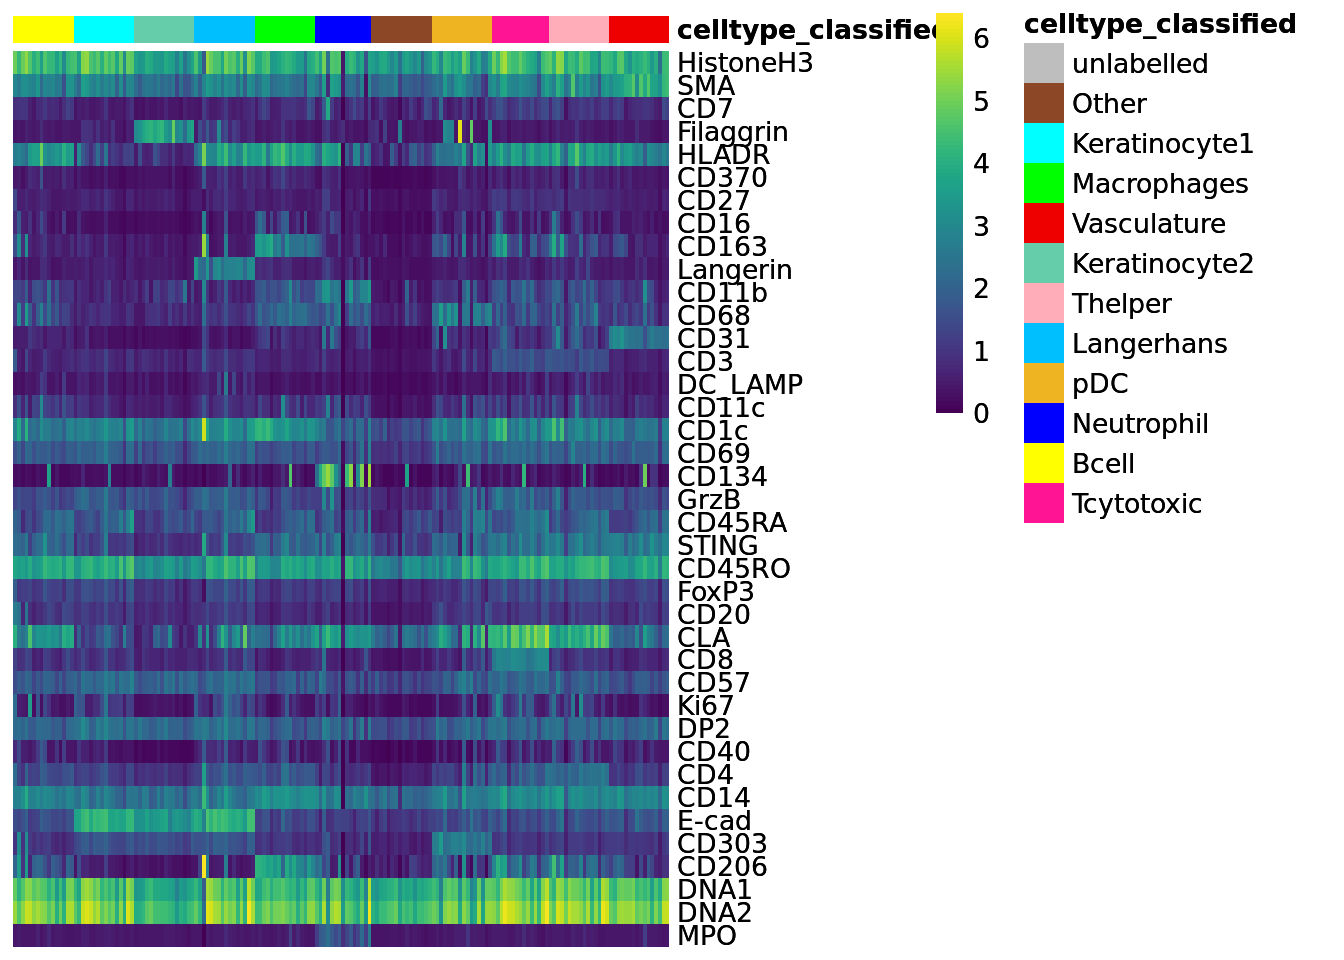 celltype_classified
HistoneH3
SMA
CD7
Filaggrin
HLADR
CD370
CD27
CD16
CD163
Langerin
CD11b
CD68
CD31
CD3
DC_LAMP
CD11c
CD1c
CD69
CD134
GrzB
CD45RA
STING
CD45RO
FoxP3
CD20
CLA
CD8
CD57
Ki67
DP2
CD40
CD4
CD14
E-cad
CD303
CD206
DNA1
DNA2
MPO
6
5
4
3
2
1
0
celltype_classified
unlabelled
Other
Keratinocyte1
Macrophages
Vasculature
Keratinocyte2
Thelper
Langerhans
pDC
Neutrophil
Bcell
Tcytotoxic